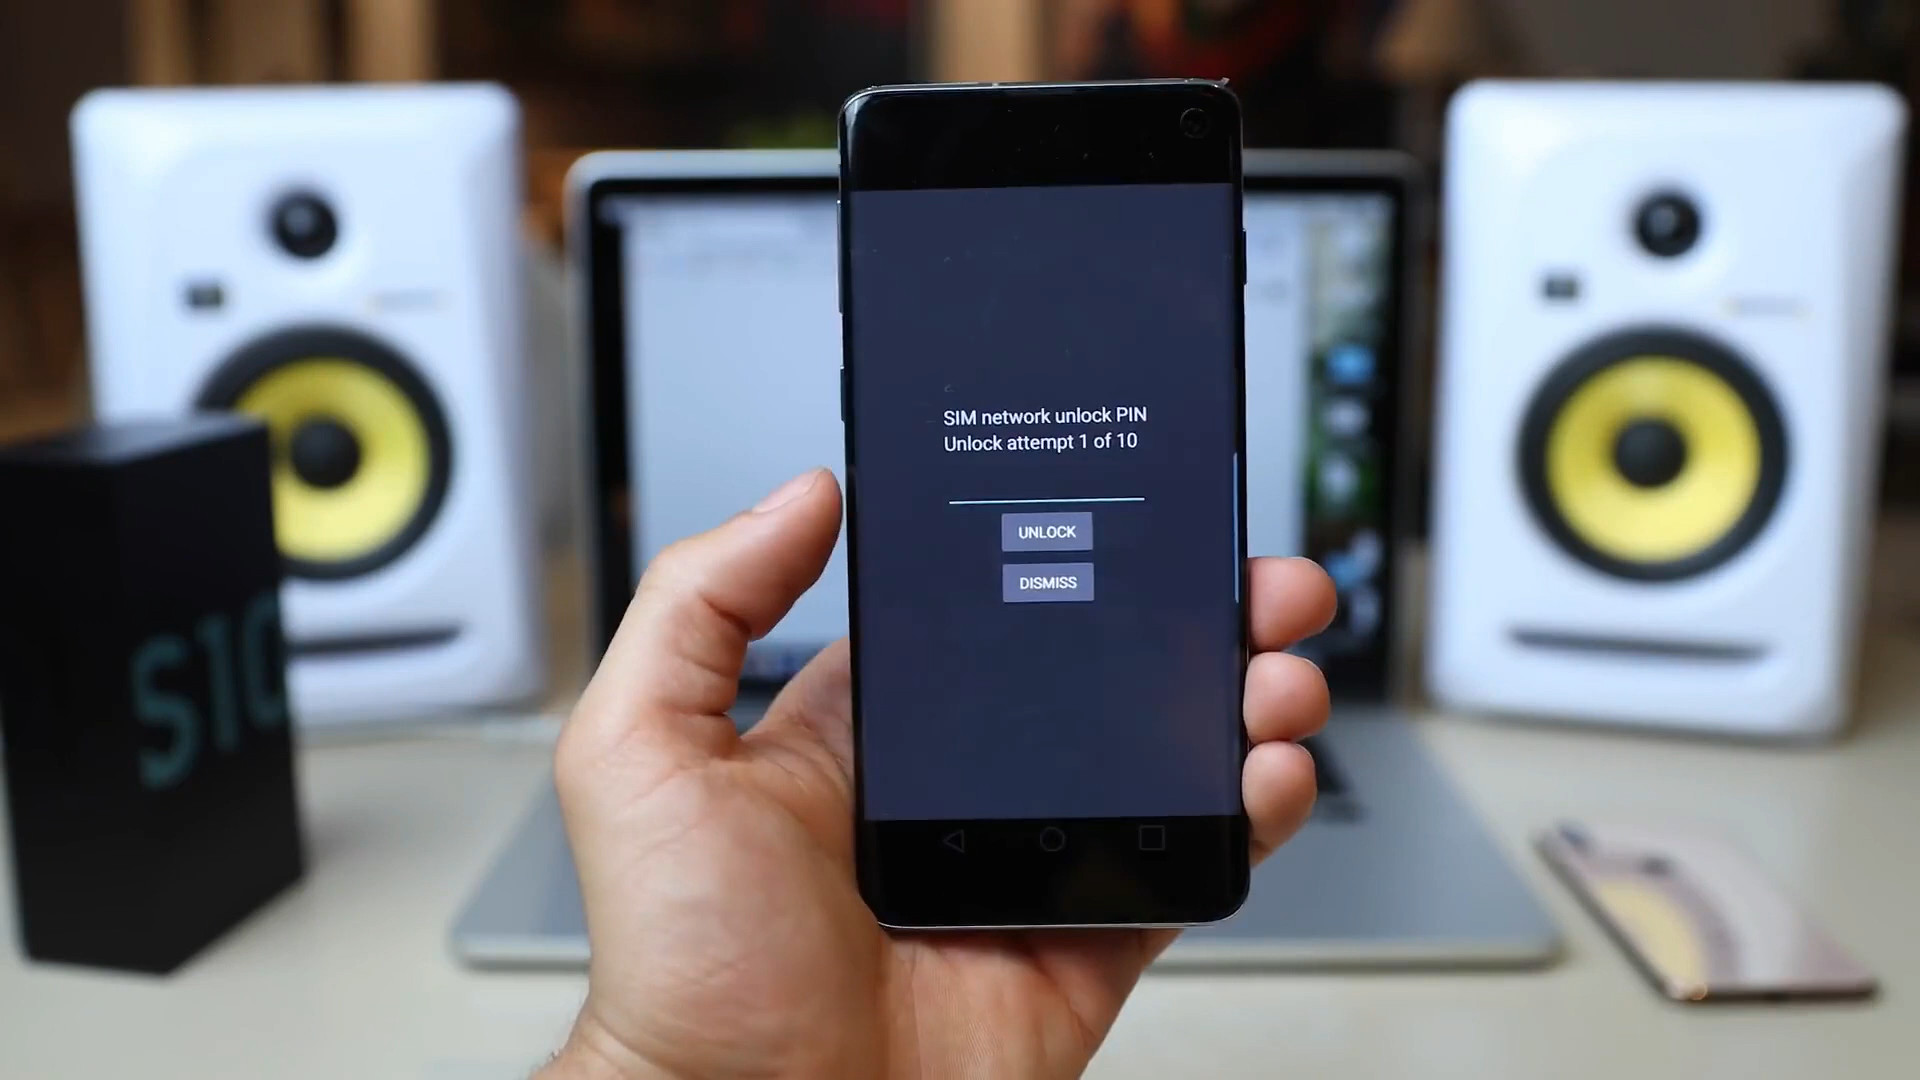 SIM network unlock PIN
Unlock attempt 1 of 10
UNLOCK
DISMISS
S10